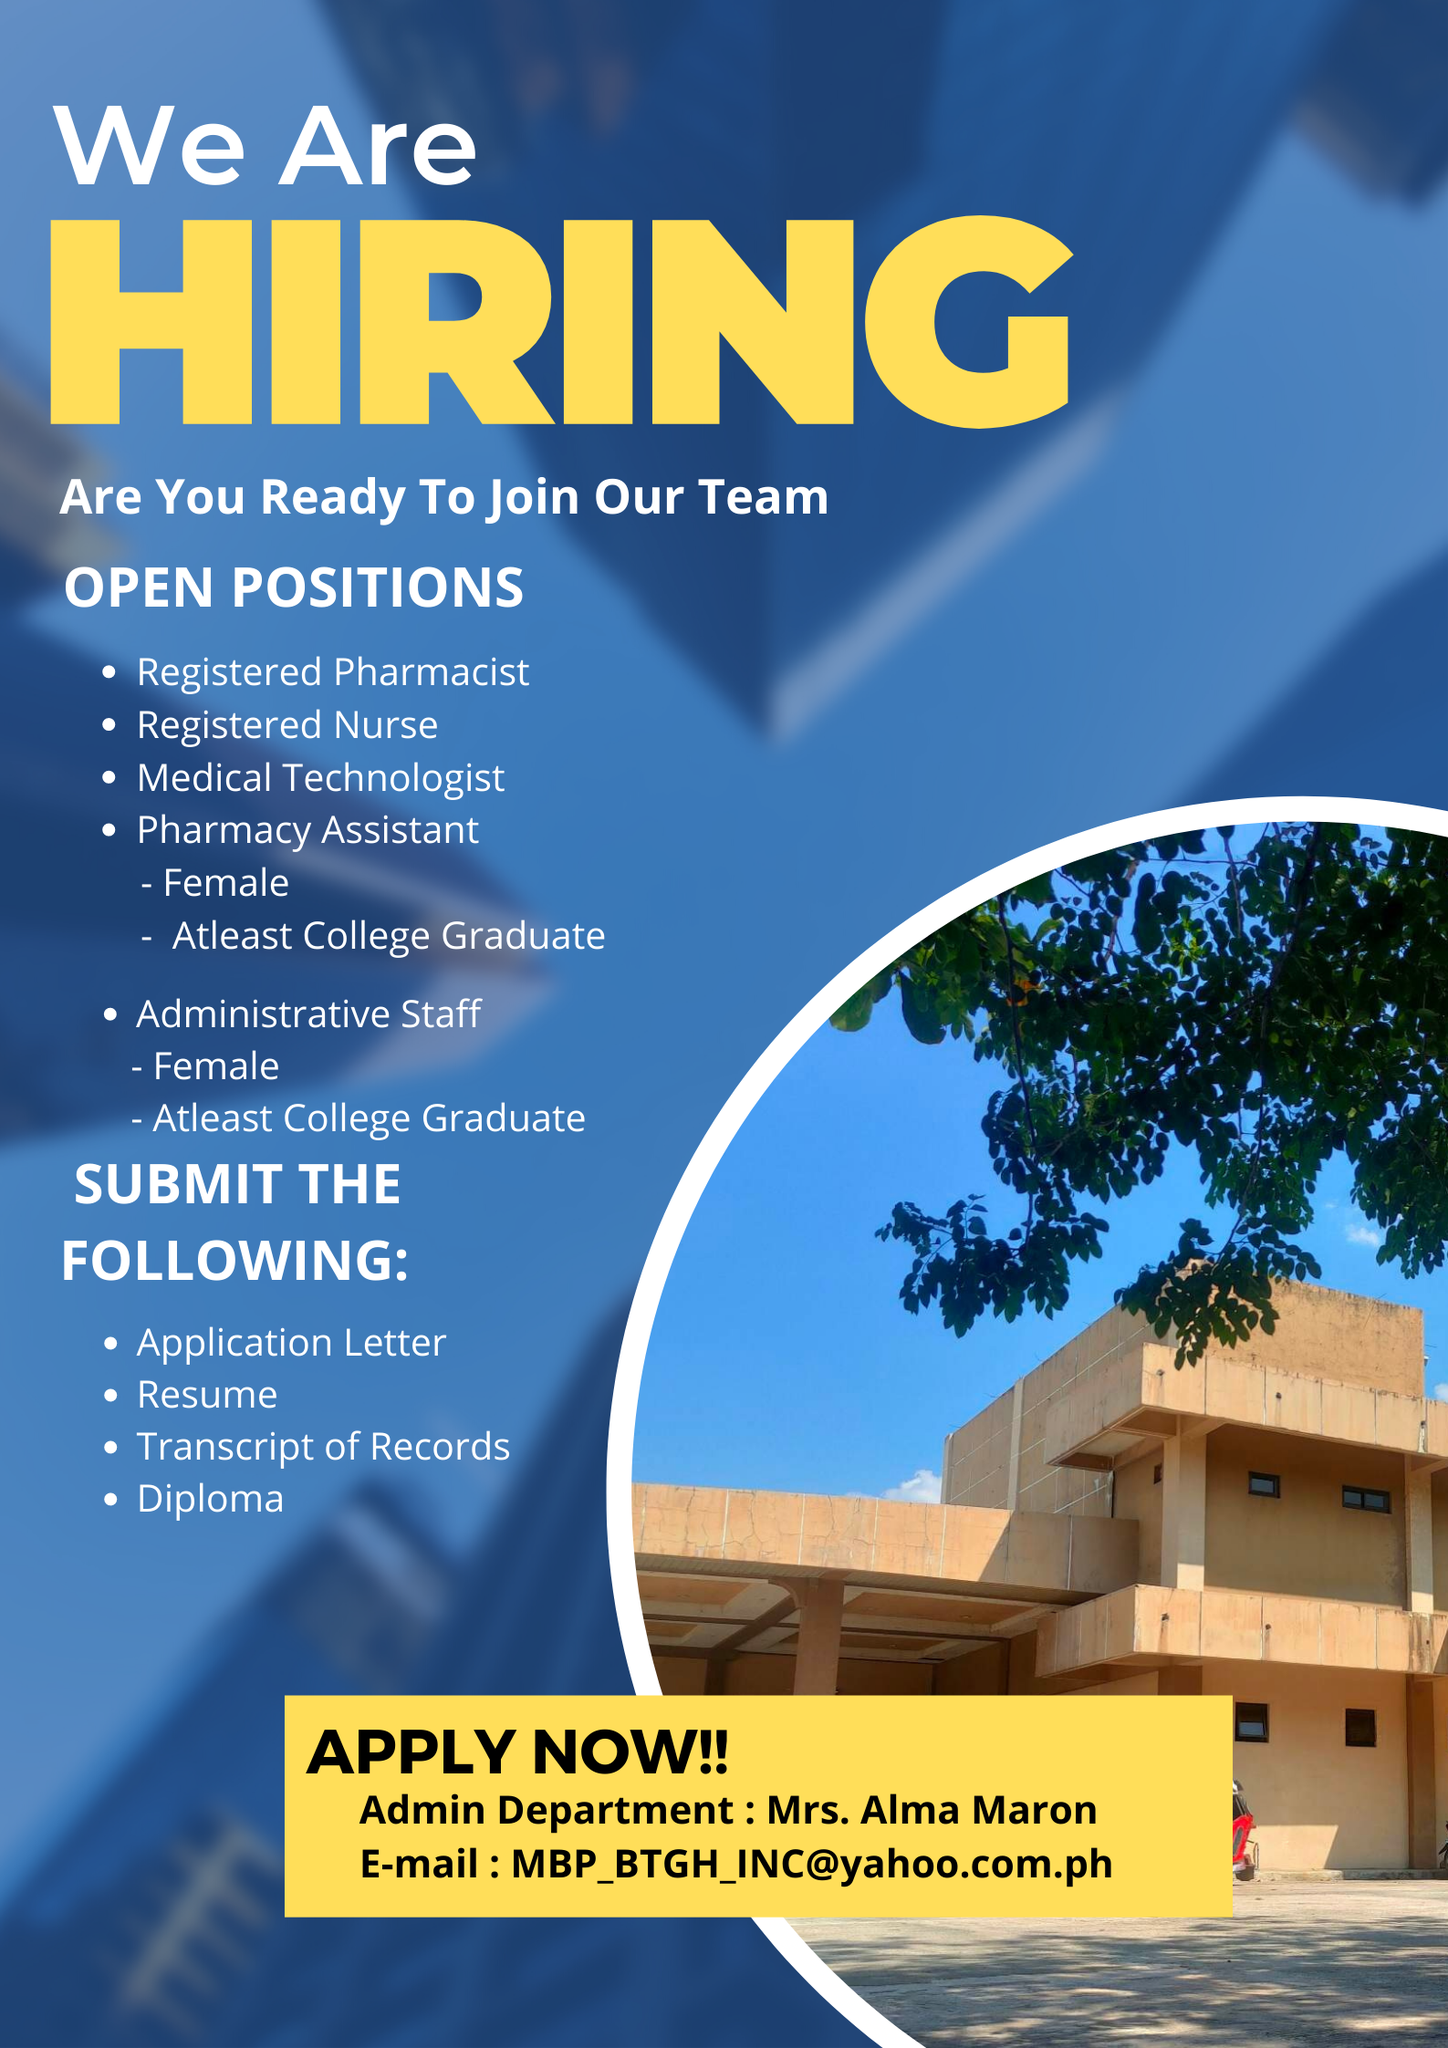 We Are
HIRING
Are You Ready To Join Our Team
OPEN POSITIONS
• Registered Pharmacist
• Registered Nurse
• Medical Technologist
• Pharmacy Assistant
- Female
- Atleast College Graduate
• Administrative Staff
- Female
- Atleast College Graduate
SUBMIT THE
FOLLOWING:
• Application Letter
• Resume
• Transcript of Records
• Diploma
APPLY NOW!!
Admin Department : Mrs. Alma Maron
E-mail : MBP_BTGH_INC@yahoo.com.ph